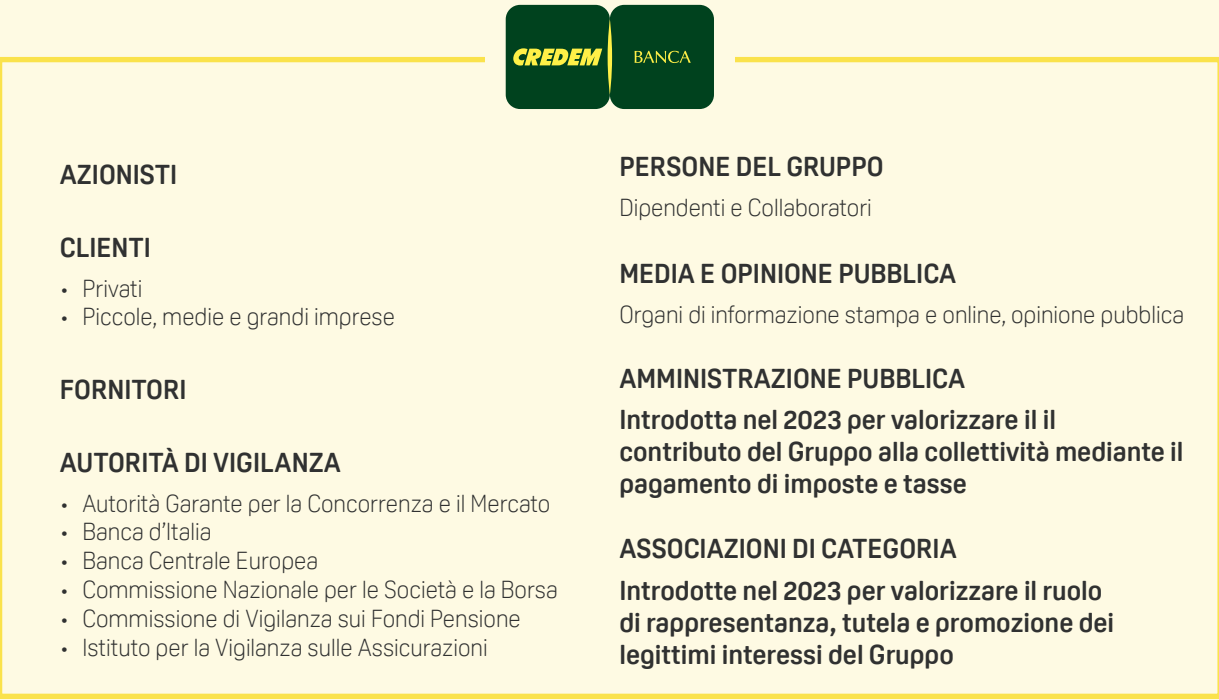 CREDEM BANCA
AZIONISTI
CLIENTI
• Privati
• Piccole, medie e grandi imprese
FORNITORI
AUTORITÀ DI VIGILANZA
• Autorità Garante per la Concorrenza e il Mercato
• Banca d'Italia
• Banca Centrale Europea
• Commissione Nazionale per le Società e la Borsa
• Commissione di Vigilanza sui Fondi Pensione
• Istituto per la Vigilanza sulle Assicurazioni
PERSONE DEL GRUPPO
Dipendenti e Collaboratori
MEDIA E OPINIONE PUBBLICA
Organi di informazione stampa e online, opinione pubblica
AMMINISTRAZIONE PUBBLICA
Introdotta nel 2023 per valorizzare il il
contributo del Gruppo alla collettività mediante il
pagamento di imposte e tasse
ASSOCIAZIONI DI CATEGORIA
Introdotte nel 2023 per valorizzare il ruolo
di rappresentanza, tutela e promozione dei
legittimi interessi del Gruppo